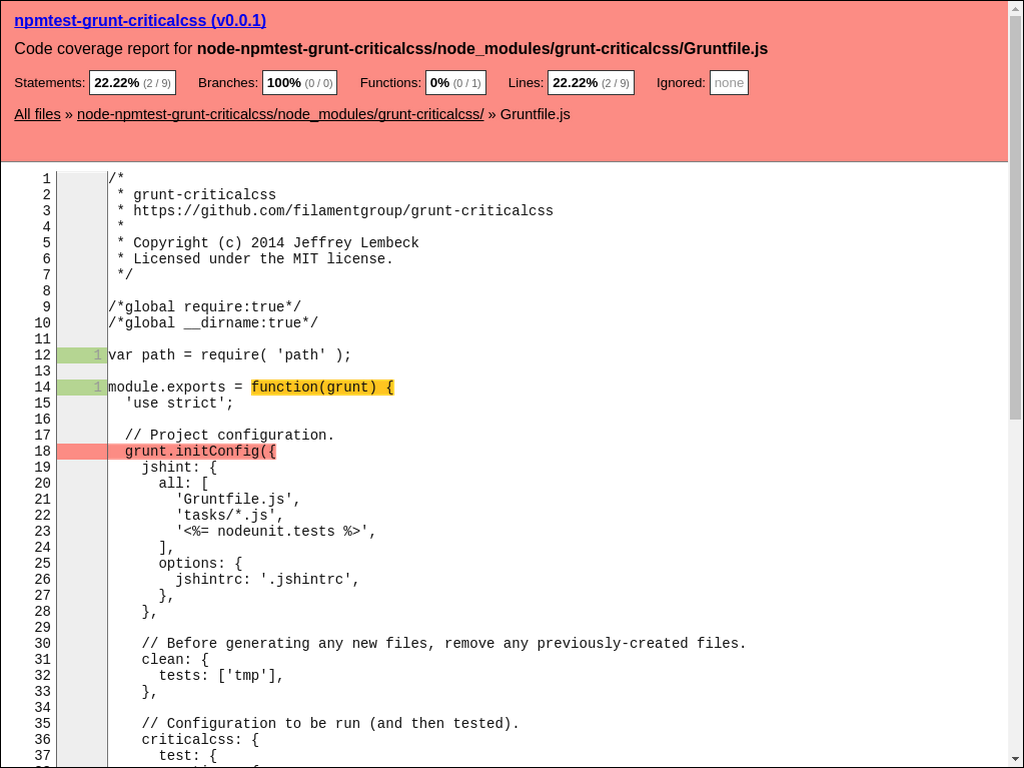 npmtest-grunt-criticalcss (v0.0.1)
Code coverage report for node-npmtest-grunt-criticalcss/node_modules/grunt-criticalcss/Gruntfile.js
Statements: 22.22% (2 / 9) Branches: 100% (0 / 0) Functions: 0% (0 / 1) Lines: 22.22% (2 / 9) Ignored: none
All files » node-npmtest-grunt-criticalcss/node_modules/grunt-criticalcss/ » Gruntfile.js
1 /*
2 * grunt-criticalcss
3 * https://github.com/filamentgroup/grunt-criticalcss
4 *
5 * Copyright (c) 2014 Jeffrey Lembeck
6 * Licensed under the MIT license.
7 */
8
9 /*global require:true*/
10 /*global __dirname:true*/
11
12 1 var path = require( 'path' );
13
14 1 module.exports = function(grunt) {
15 'use strict';
16
17 // Project configuration.
18 grunt.initConfig({
19 jshint: {
20 all: [
21 'Gruntfile.js',
22 'tasks/*.js',
23 '<%= nodeunit.tests %>',
24 ],
25 options: {
26 jshintrc: '.jshintrc',
27 },
28 },
29
30 // Before generating any new files, remove any previously-created files.
31 clean: {
32 tests: ['tmp'],
33 },
34
35 // Configuration to be run (and then tested).
36 criticalcss: {
37 test: {